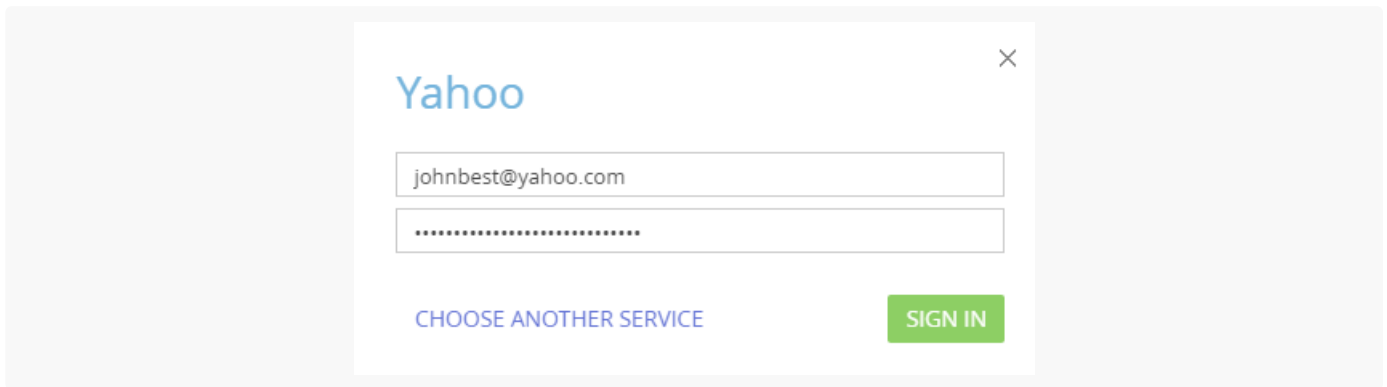 Yahoo
johnbest@yahoo.com
•••••••••••••••••••••••••••••
CHOOSE ANOTHER SERVICE
SIGN IN